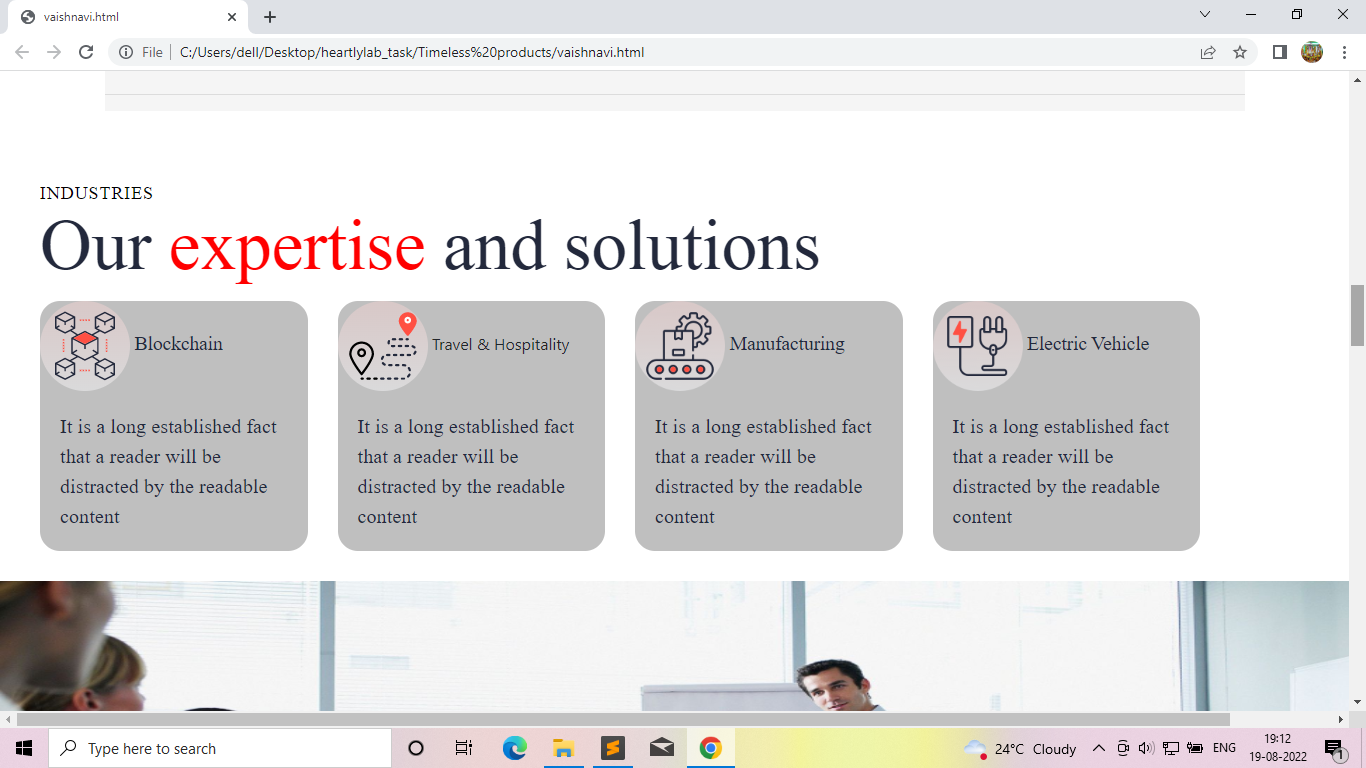 vaishnavi.html
File
C:/Users/dell/Desktop/heartlylab_task/Timeless%20products/vaishnavi.html
INDUSTRIES
Our expertise and solutions
Blockchain
It is a long established fact
that a reader will be
distracted by the readable
content
Travel & Hospitality
It is a long established fact
that a reader will be
distracted by the readable
content
Manufacturing
It is a long established fact
that a reader will be
distracted by the readable
content
Electric Vehicle
It is a long established fact
that a reader will be
distracted by the readable
content
Type here to search
24°C Cloudy
ENG
19:12
19-08-2022
1